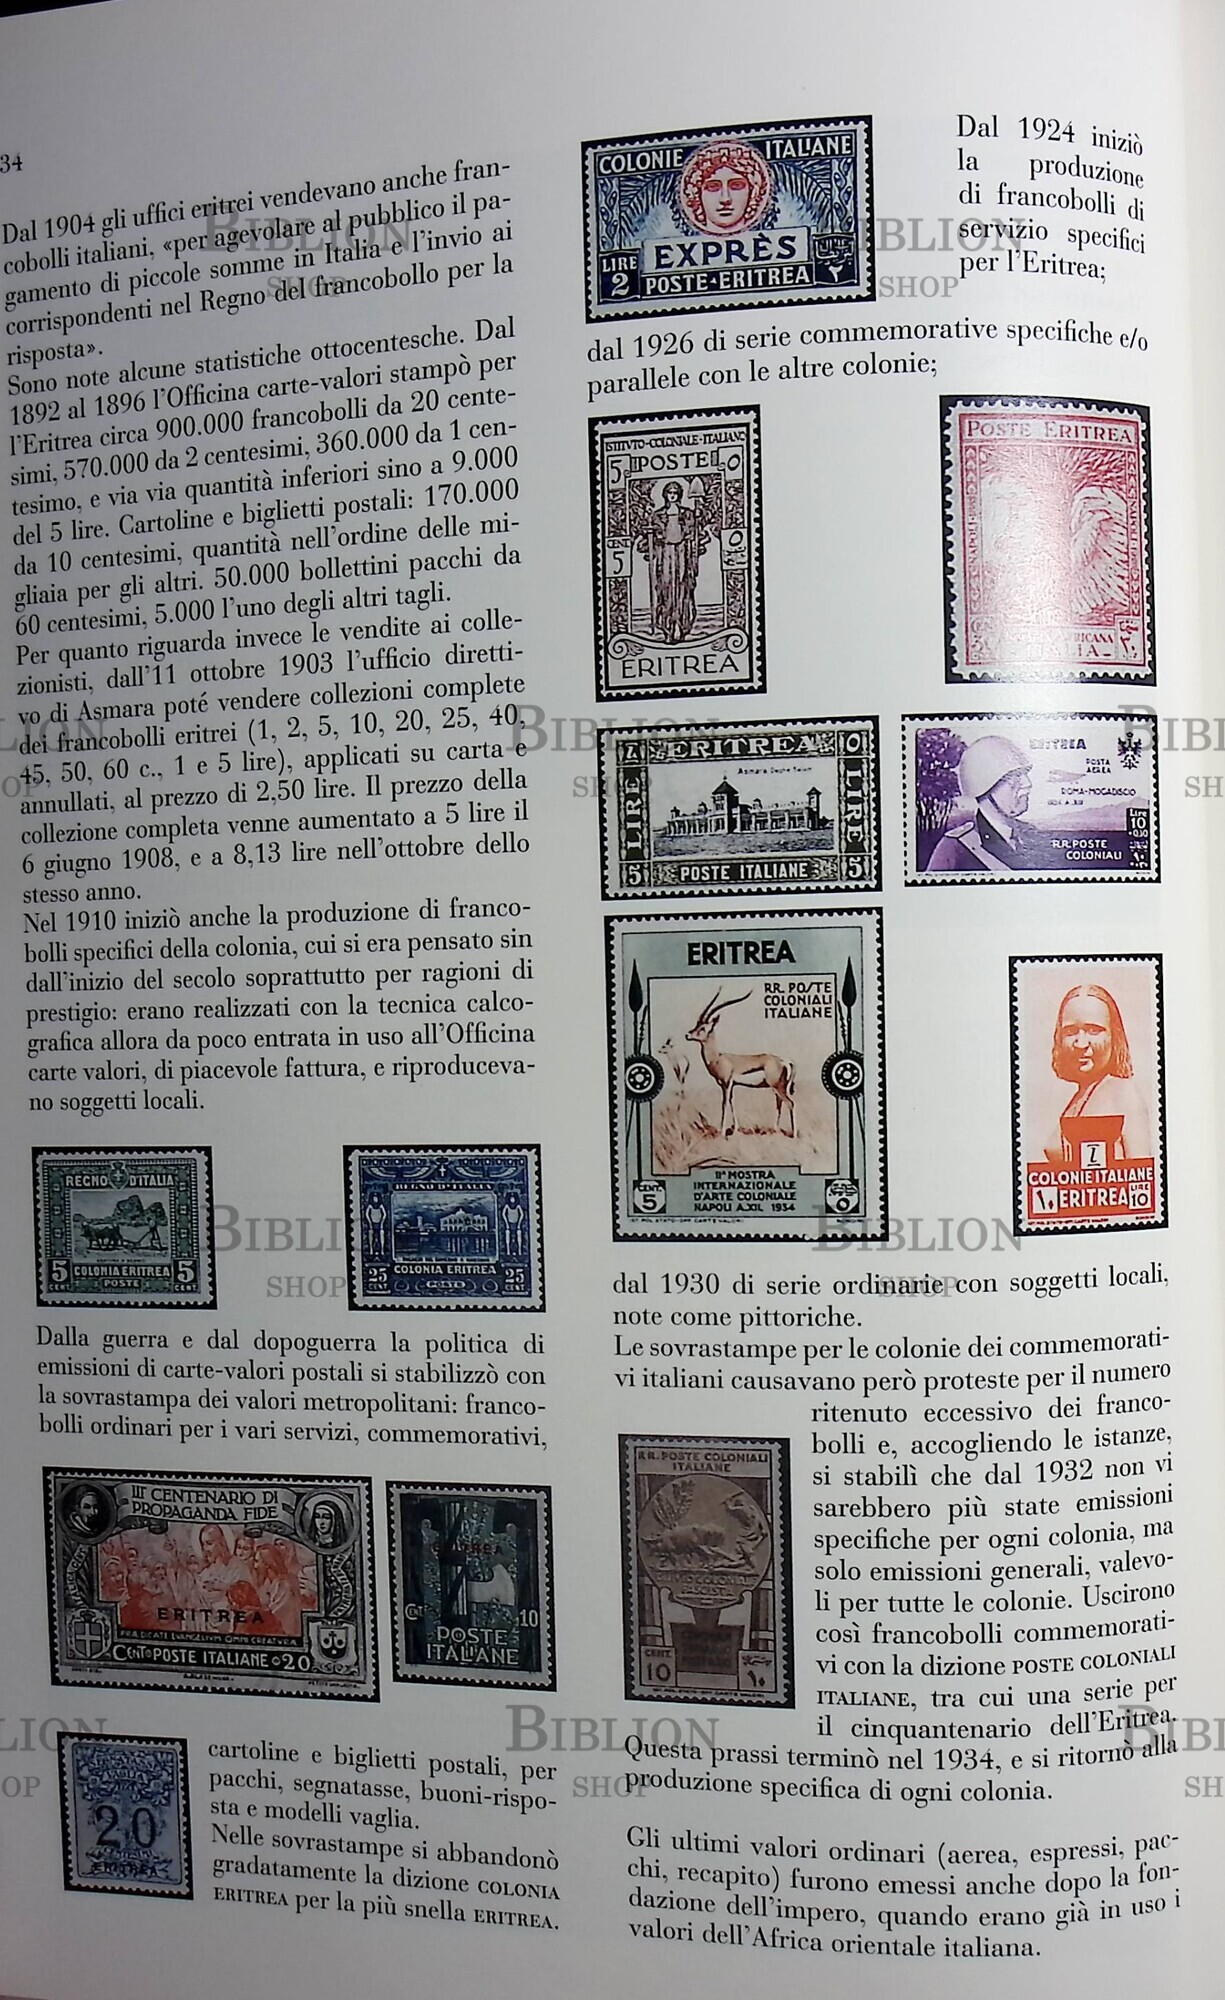 34
Dal 1904 gli uffici eritrei vendevano anche fran-
cobolli italiani, «per agevolare al pubblico il pa-
gamento di piccole somme in Italia e l'invio ai
corrispondenti nel Regno del francobollo per la
risposta».
Sono note alcune statistiche ottocentesche. Dal
1892 al 1896 l'Officina carte-valori stampò per
l'Eritrea circa 900.000 francobolli da 20 cente-
simi, 570.000 da 2 centesimi, 360.000 da 1 cen-
tesimo, e via via quantità inferiori sino a 9.000
del 5 lire. Cartoline e biglietti postali: 170.000
da 10 centesimi, quantità nell'ordine delle mi-
gliaia per gli altri. 50.000 bollettini pacchi da
60 centesimi, 5.000 l'uno degli altri tagli.
Per quanto riguarda invece le vendite ai colle-
zionisti, dall'11 ottobre 1903 l'ufficio diretti-
vo di Asmara poté vendere collezioni complete
dei francobolli eritrei (1, 2, 5, 10, 20, 25, 40,
45, 50, 60 c., 1 e 5 lire), applicati su carta e
annullati, al prezzo di 2,50 lire. Il prezzo della
collezione completa venne aumentato a 5 lire il
6 giugno 1908, e a 8,13 lire nell'ottobre dello
stesso anno.
Nel 1910 iniziò anche la produzione di franco-
bolli specifici della colonia, cui si era pensato sin
dall'inizio del secolo soprattutto per ragioni di
prestigio: erano realizzati con la tecnica calco-
grafica allora da poco entrata in uso all'Officina
carte valori, di piacevole fattura, e riproduceva-
no soggetti locali.
REGNO D'ITALIA
5 COLONIA ERITREA 5
CENT POSTE CENT
REGNO D'ITALIA
25 COLONIA ERITREA 25
CENT POSTE CENT
Dalla guerra e dal dopoguerra la politica di
emissioni di carte-valori postali si stabilizzò con
la sovrastampa dei valori metropolitani: franco-
bolli ordinari per i vari servizi, commemorativi,
III CENTENARIO DI
PROPAGANDA FIDE
ERITREA
CENT POSTE ITALIANE 20
ERITREA
CENT 10
POSTE
ITALIANE
20
ERITREA
cartoline e biglietti postali, per
pacchi, segnatasse, buoni-rispo-
sta e modelli vaglia.
Nelle sovrastampe si abbandonò
gradatamente la dizione COLONIA
ERITREA per la più snella ERITREA.
COLONIE ITALIANE
EXPRÈS
LIRE
2 POSTE·ERITREA ٢
Dal 1924 iniziò
la produzione
di francobolli di
servizio specifici
per l'Eritrea;
dal 1926 di serie commemorative specifiche e/o
parallele con le altre colonie;
ISTITVTO-COLONIALE-ITALIANO
5 POSTE
CENT
5
ERITREA
POSTE ERITREA
ERITREA
LIRE LIRE
5 POSTE ITALIANE 5
ERITREA
POSTA
AEREA
ROMA-MOGADISCIO
LIRE
10
R.R. POSTE
COLONIALI
ERITREA
RR. POSTE
COLONIALI
ITALIANE
IIª MOSTRA
INTERNAZIONALE
D'ARTE COLONIALE
NAPOLI A.XII. 1934
CENT.
5
COLONIE ITALIANE
ERITREA LIRE 10
dal 1930 di serie ordinarie con soggetti locali,
note come pittoriche.
Le sovrastampe per le colonie dei commemorati-
vi italiani causavano però proteste per il numero
ritenuto eccessivo dei franco-
bolli e, accogliendo le istanze,
si stabilì che dal 1932 non vi
sarebbero più state emissioni
specifiche per ogni colonia, ma
solo emissioni generali, valevo-
li per tutte le colonie. Uscirono
così francobolli commemorati-
vi con la dizione POSTE COLONIALI
ITALIANE, tra cui una serie per
il cinquantenario dell'Eritrea.
RR. POSTE COLONIALI
ITALIANE
CENT.
10
Questa prassi terminò nel 1934, e si ritornò alla
produzione specifica di ogni colonia.
Gli ultimi valori ordinari (aerea, espressi, pac-
chi, recapito) furono emessi anche dopo la fon-
dazione dell'impero, quando erano già in uso i
valori dell'Africa orientale italiana.
BIBLION
SHOP